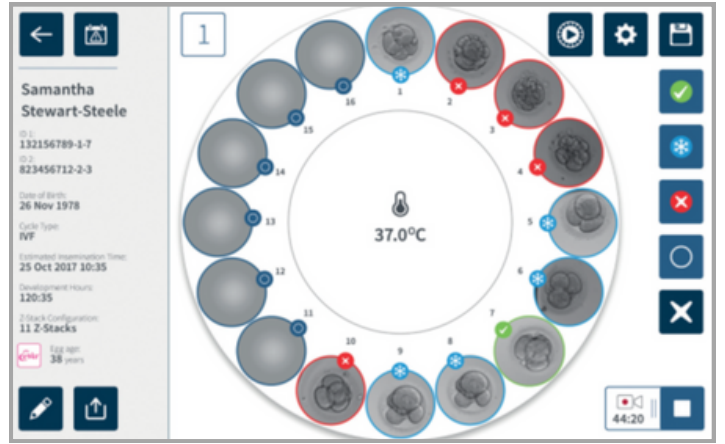 1
Samantha
Stewart-Steele
ID 1:
132156789-1-7
ID 2:
823456712-2-3
Date of Birth:
26 Nov 1978
Cycle Type:
IVF
Estimated Insemination Time:
25 Oct 2017 10:35
Development Hours:
120:35
Z-Stack Configuration:
11 Z-Stacks
Egg age:
38 years
1
2
3
4
5
6
7
8
9
10
11
12
13
14
15
16
37.0°C
44:20